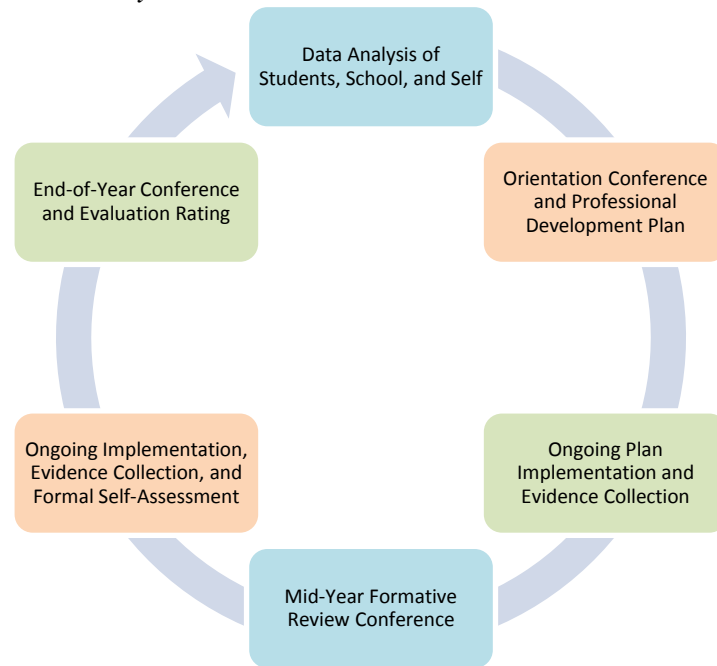 Data Analysis of
Students, School, and Self
Orientation Conference
and Professional
Development Plan
Ongoing Plan
Implementation and
Evidence Collection
Mid-Year Formative
Review Conference
Ongoing Implementation,
Evidence Collection, and
Formal Self-Assessment
End-of-Year Conference
and Evaluation Rating